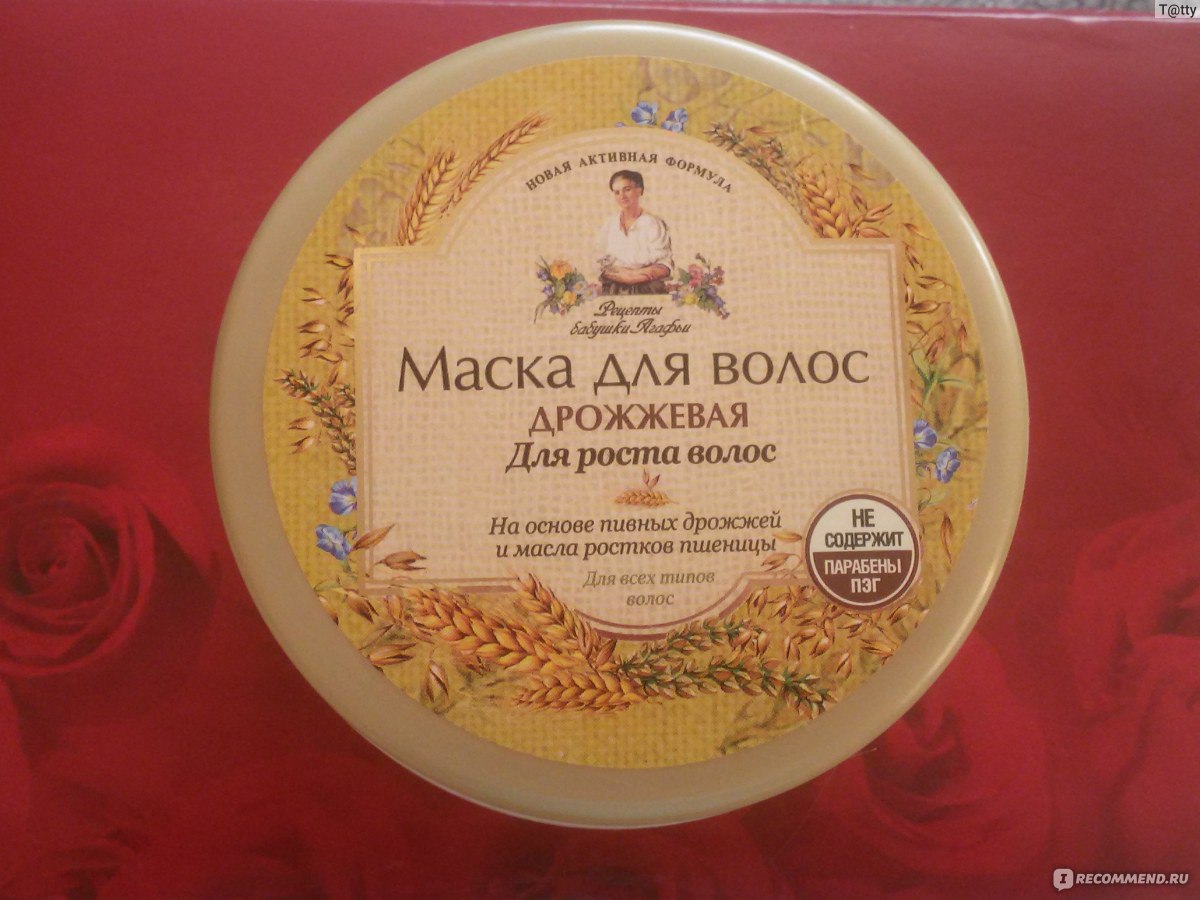 T@tty
НОВАЯ АКТИВНАЯ ФОРМУЛА
Рецепты
бабушки Агафьи
Маска для волос
ДРОЖЖЕВАЯ
Для роста волос
На основе пивных дрожжей
и масла ростков пшеницы
Для всех типов
волос
НЕ
СОДЕРЖИТ
ПАРАБЕНЫ
ПЭГ
I RECOMMEND.RU